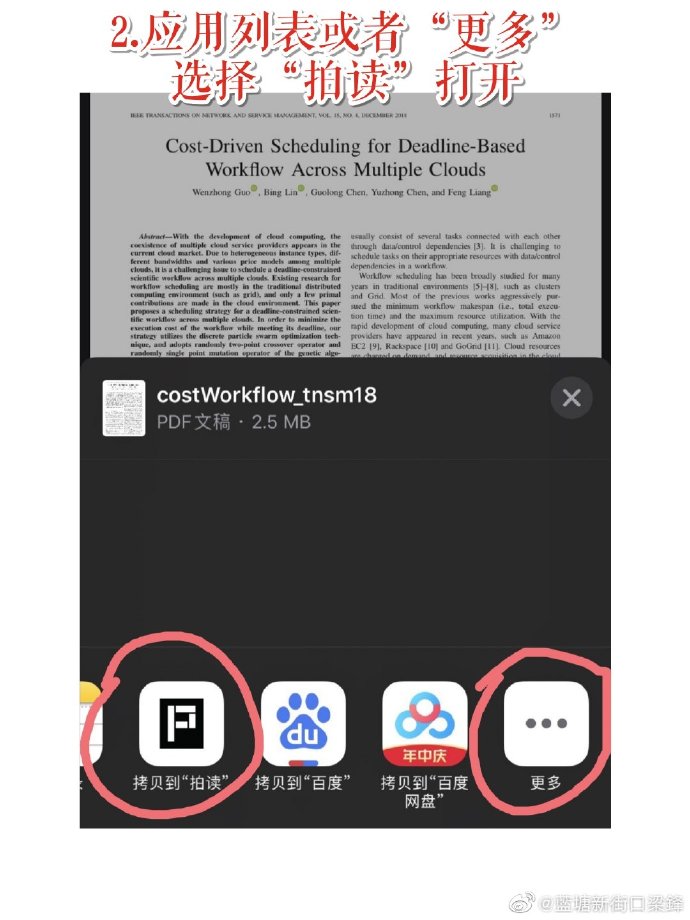 2.应用列表或者“更多”
选择“拍读”打开
IEEE TRANSACTIONS ON NETWORK AND SERVICE MANAGEMENT, VOL. 15, NO. 4, DECEMBER 2018 1571
Cost-Driven Scheduling for Deadline-Based
Workflow Across Multiple Clouds
Wenzhong Guo, Bing Lin, Guolong Chen, Yuzhong Chen, and Feng Liang
Abstract—With the development of cloud computing, the
coexistence of multiple cloud service providers appears in the
current cloud market. Due to heterogeneous instance types, dif-
ferent bandwidths and various price models among multiple
clouds, it is a challenging issue to schedule a deadline-constrained
scientific workflow across multiple clouds. Existing research for
workflow scheduling are mostly in the traditional distributed
computing environment (such as grid), and only a few primal
contributions are made in the cloud environment. This paper
proposes a scheduling strategy for a deadline-constrained scien-
tific workflow across multiple clouds. In order to minimize the
execution cost of the workflow while meeting its deadline, our
strategy utilizes the discrete particle swarm optimization tech-
nique, and adopts randomly two-point crossover operator and
randomly single point mutation operator of the genetic algo-
usually consist of several tasks connected with each other
through data/control dependencies [3]. It is challenging to
schedule tasks on their appropriate resources with data/control
dependencies in a workflow.
Workflow scheduling has been broadly studied for many
years in traditional environments [5]–[8], such as clusters
and Grid. Most of the previous works aggressively pur-
sued the minimum workflow makespan (i.e., total execu-
tion time) and the maximum resource utilization. With the
rapid development of cloud computing, many cloud service
providers have appeared in recent years, such as Amazon
EC2 [9], Rackspace [10] and GoGrid [11]. Cloud resources
are charged on demand, and resource acquisition in the cloud
costWorkflow_tnsm18
PDF文稿 · 2.5 MB
du
年中庆
拷贝到“拍读”
拷贝到“百度”
拷贝到“百度
网盘”
更多
@蓝塘新街口梁鋒